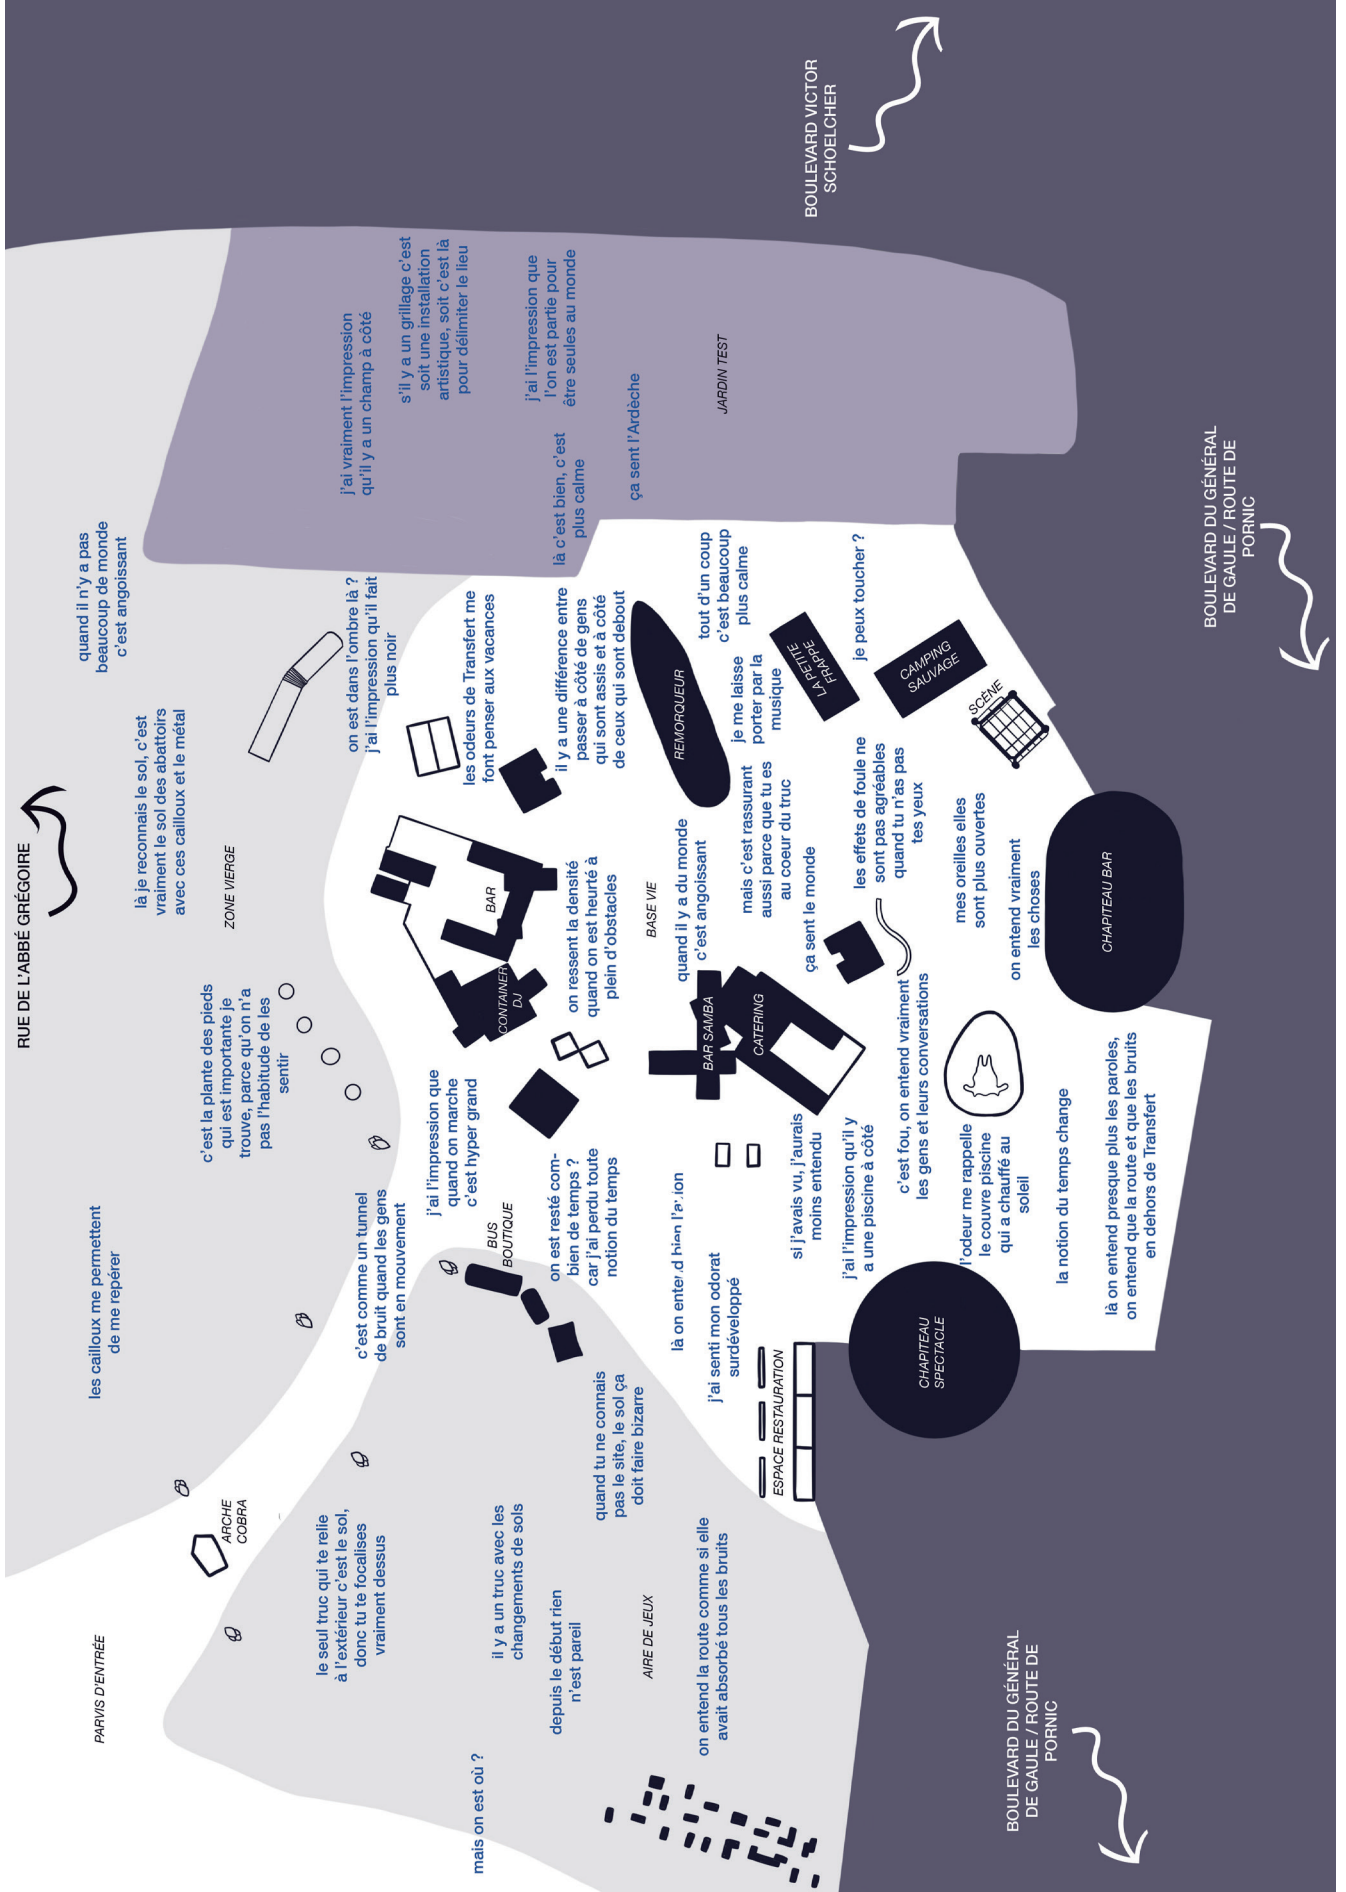 RUE DE L'ABBÉ GRÉGOIRE
PARVIS D'ENTRÉE
les cailloux me permettent
de me repérer
quand il n'y a pas
beaucoup de monde
c'est angoissant
là je reconnais le sol, c'est
vraiment le sol des abattoirs
avec ces cailloux et le métal
ZONE VIERGE
c'est la plante des pieds
qui est importante je
trouve, parce qu'on n'a
pas l'habitude de les
sentir
ARCHE
COBRA
le seul truc qui te relie
à l'extérieur c'est le sol,
donc tu te focalises
vraiment dessus
c'est comme un tunnel
de bruit quand les gens
sont en mouvement
on est dans l'ombre là ?
j'ai l'impression qu'il fait
plus noir
j'ai vraiment l'impression
qu'il y a un champ à côté
s'il y a un grillage c'est
soit une installation
artistique, soit c'est là
pour délimiter le lieu
j'ai l'impression que
quand on marche
c'est hyper grand
les odeurs de Transfert me
font penser aux vacances
mais on est où ?
il y a un truc avec les
changements de sols
BUS
BOUTIQUE
CONTAINER
DJ
BAR
depuis le début rien
n'est pareil
on est resté com-
bien de temps ?
car j'ai perdu toute
notion du temps
on ressent la densité
quand on est heurté à
plein d'obstacles
il y a une différence entre
passer à côté de gens
qui sont assis et à côté
de ceux qui sont debout
là c'est bien, c'est
plus calme
j'ai l'impression que
l'on est partie pour
être seules au monde
quand tu ne connais
pas le site, le sol ça
doit faire bizarre
ça sent l'Ardèche
AIRE DE JEUX
BASE VIE
là on entend bien
quand il y a du monde
c'est angoissant
REMORQUEUR
on entend la route comme si elle
avait absorbé tous les bruits
j'ai senti mon odorat
surdéveloppé
BAR SAMBA
tout d'un coup
c'est beaucoup
plus calme
JARDIN TEST
je me laisse
porter par la
musique
mais c'est rassurant
aussi parce que tu es
au coeur du truc
CATERING
ESPACE RESTAURATION
si j'avais vu, j'aurais
moins entendu
ça sent le monde
LA PETITE
FRAPPE
BOULEVARD VICTOR
SCHOELCHER
j'ai l'impression qu'il y
a une piscine à côté
les effets de foule ne
sont pas agréables
quand tu n'as pas
tes yeux
je peux toucher ?
c'est fou, on entend vraiment
les gens et leurs conversations
CAMPING
SAUVAGE
CHAPITEAU
SPECTACLE
l'odeur me rappelle
le couvre piscine
qui a chauffé au
soleil
mes oreilles elles
sont plus ouvertes
SCÈNE
on entend vraiment
les choses
BOULEVARD DU GÉNÉRAL
DE GAULE / ROUTE DE
PORNIC
la notion du temps change
CHAPITEAU BAR
là on entend presque plus les paroles,
on entend que la route et que les bruits
en dehors de Transfert
BOULEVARD DU GÉNÉRAL
DE GAULE / ROUTE DE
PORNIC